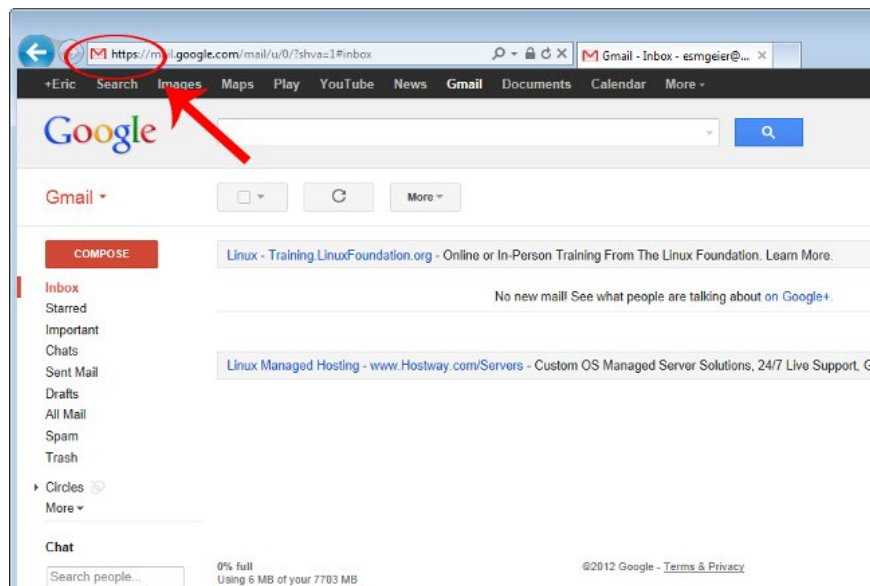 https://mail.google.com/mail/u/0/?shva=1#inbox
Gmail - Inbox - esmgeier@...
+Eric Search Images Maps Play YouTube News Gmail Documents Calendar More
Google
Gmail
More
COMPOSE
Linux - Training.LinuxFoundation.org - Online or In-Person Training From The Linux Foundation. Learn More.
Inbox
No new mail! See what people are talking about on Google+.
Starred
Important
Chats
Linux Managed Hosting - www.Hostway.com/Servers - Custom OS Managed Server Solutions, 24/7 Live Support, G
Sent Mail
Drafts
All Mail
Spam
Trash
Circles
More
Chat
Search people...
0% full
Using 6 MB of your 7703 MB
©2012 Google - Terms & Privacy